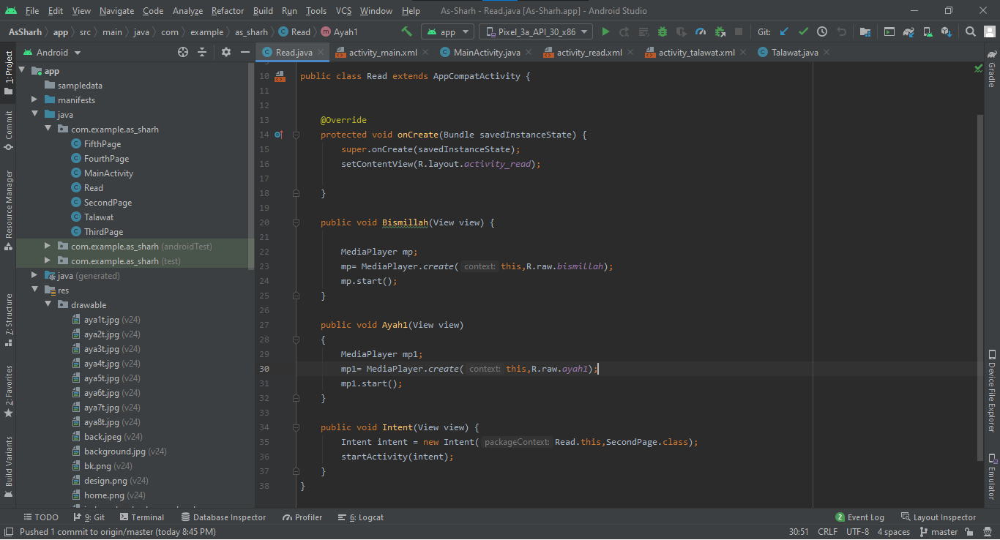 File Edit View Navigate Code Analyze Refactor Build Run Tools VCS Window Help As-Sharh - Read.java [As-Sharh.app] - Android Studio
AsSharh app src main java com example as_sharh Read Ayah1 app Pixel_3a_API_30_x86 Git:
Android Read.java activity_main.xml MainActivity.java activity_read.xml activity_talawat.xml Talawat.java
1: Project
Commit
Resource Manager
7: Structure
2: Favorites
Build Variants
app
sampledata
manifests
java
com.example.as_sharh
FifthPage
FourthPage
MainActivity
Read
SecondPage
Talawat
ThirdPage
com.example.as_sharh (androidTest)
com.example.as_sharh (test)
java (generated)
res
drawable
aya1t.jpg (v24)
aya2t.jpg (v24)
aya3t.jpg (v24)
aya4t.jpg (v24)
aya5t.jpg (v24)
aya6t.jpg (v24)
aya7t.jpg (v24)
aya8t.jpg (v24)
back.jpeg (v24)
background.jpg (v24)
bk.png (v24)
design.png (v24)
home.png (v24)
10 public class Read extends AppCompatActivity {
11
12
13 @Override
14 protected void onCreate(Bundle savedInstanceState) {
15 super.onCreate(savedInstanceState);
16 setContentView(R.layout.activity_read);
17
18 }
19
20 public void Bismillah(View view) {
21
22 MediaPlayer mp;
23 mp= MediaPlayer.create( context: this,R.raw.bismillah);
24 mp.start();
25 }
26
27 public void Ayah1(View view)
28 {
29 MediaPlayer mp1;
30 mp1= MediaPlayer.create( context: this,R.raw.ayah1);
31 mp1.start();
32 }
33
34 public void Intent(View view) {
35 Intent intent = new Intent( packageContext: Read.this,SecondPage.class);
36 startActivity(intent);
37 }
38 }
Gradle
Device File Explorer
Emulator
TODO 9: Git Terminal Database Inspector Profiler 6: Logcat 2 Event Log Layout Inspector
Pushed 1 commit to origin/master (today 8:45 PM) 30:51 CRLF UTF-8 4 spaces master